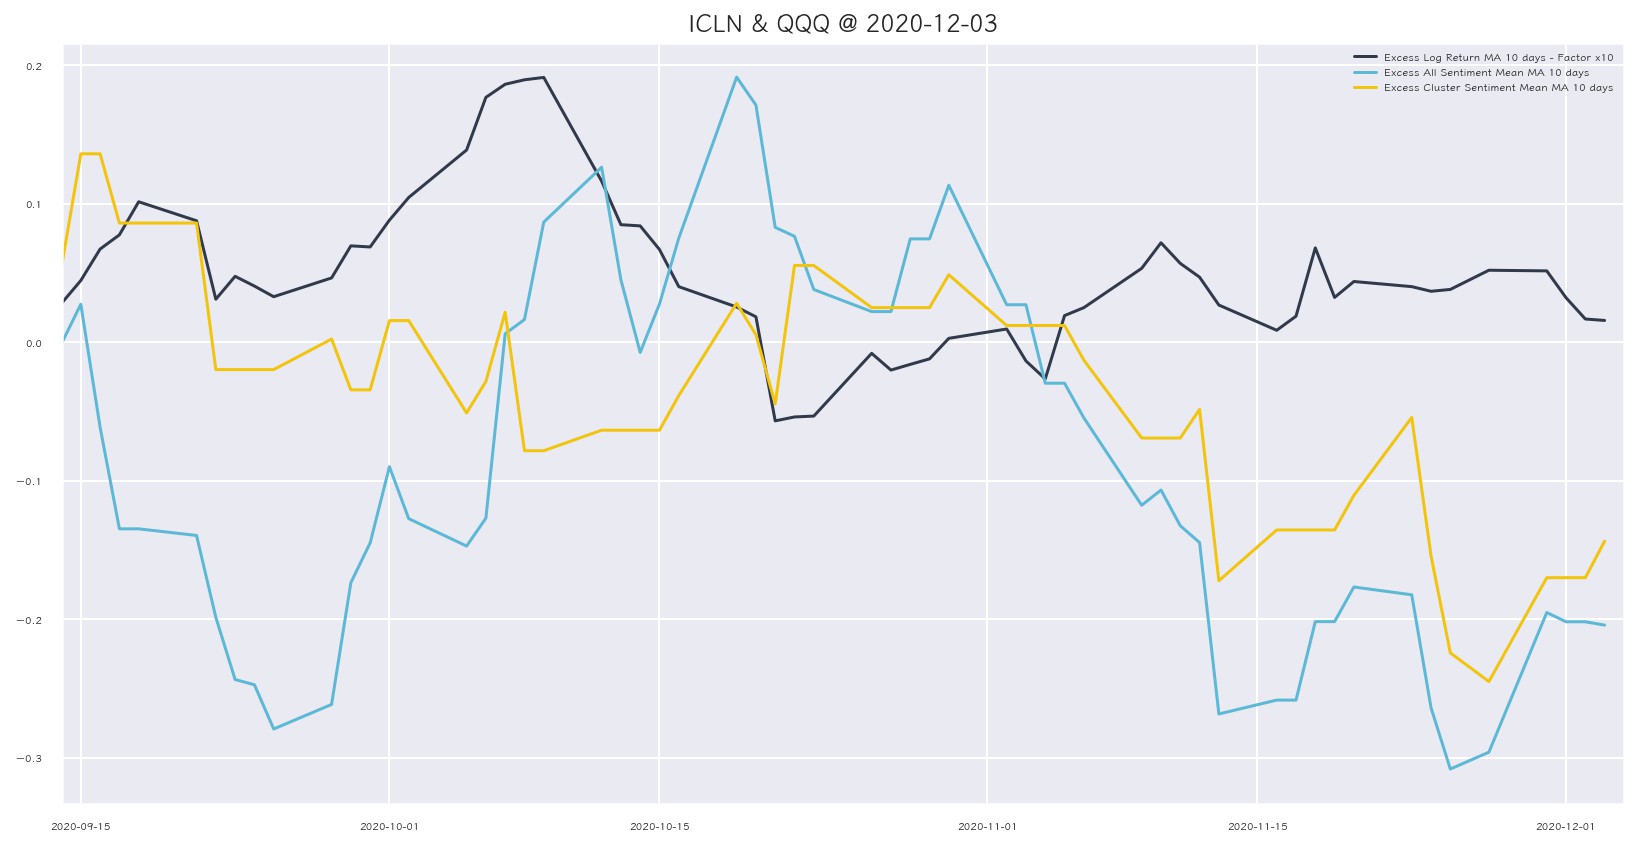 ICLN & QQQ @ 2020-12-03
Excess Log Return MA 10 days - Factor x10
Excess All Sentiment Mean MA 10 days
Excess Cluster Sentiment Mean MA 10 days
0.2
0.1
0.0
−0.1
−0.2
−0.3
2020-09-15 2020-10-01 2020-10-15 2020-11-01 2020-11-15 2020-12-01